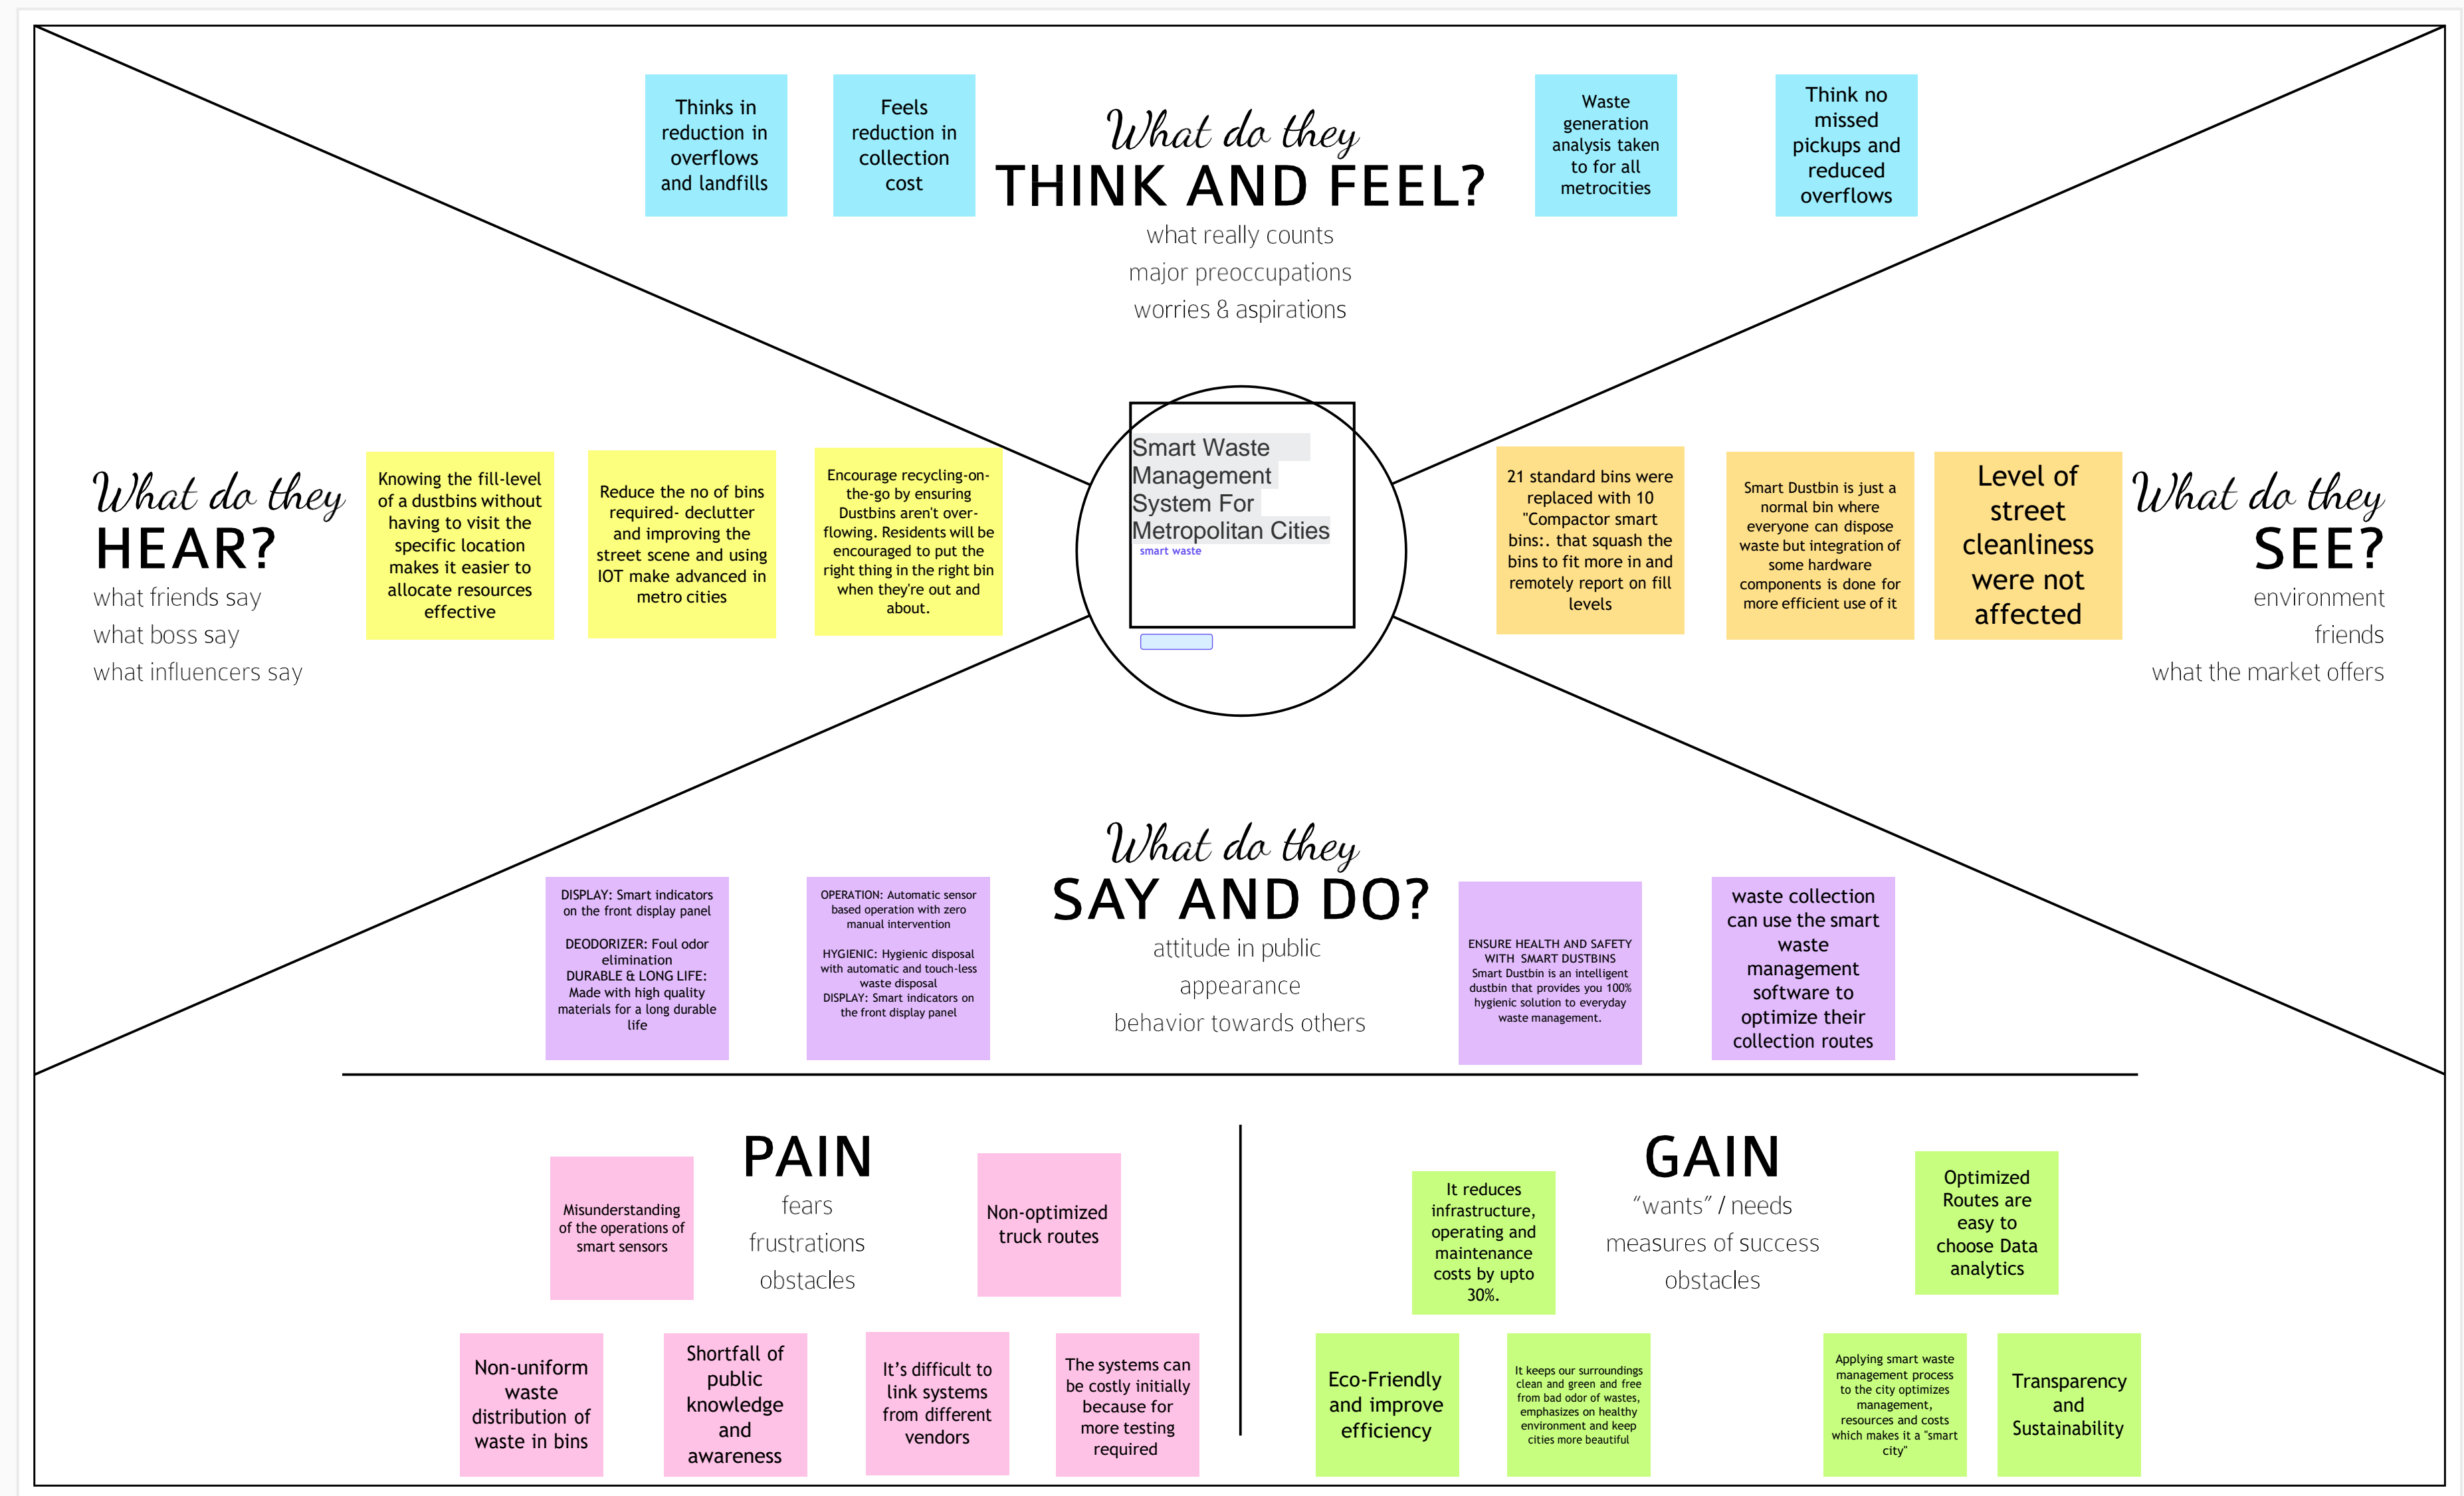 Thinks in
reduction in
overflows
and landfills
Feels
reduction in
collection
cost
What do they
THINK AND FEEL?
what really counts
major preoccupations
worries & aspirations
Waste
generation
analysis taken
to for all
metrocities
Think no
missed
pickups and
reduced
overflows
What do they
HEAR?
what friends say
what boss say
what influencers say
Knowing the fill-level
of a dustbins without
having to visit the
specific location
makes it easier to
allocate resources
effective
Reduce the no of bins
required- declutter
and improving the
street scene and using
IOT make advanced in
metro cities
Encourage recycling-on-
the-go by ensuring
Dustbins aren't over-
flowing. Residents will be
encouraged to put the
right thing in the right bin
when they're out and
about.
Smart Waste
Management
System For
Metropolitan Cities
smart waste
21 standard bins were
replaced with 10
"Compactor smart
bins:. that squash the
bins to fit more in and
remotely report on fill
levels
Smart Dustbin is just a
normal bin where
everyone can dispose
waste but integration of
some hardware
components is done for
more efficient use of it
Level of
street
cleanliness
were not
affected
What do they
SEE?
environment
friends
what the market offers
DISPLAY: Smart indicators
on the front display panel
DEODORIZER: Foul odor
elimination
DURABLE & LONG LIFE:
Made with high quality
materials for a long durable
life
OPERATION: Automatic sensor
based operation with zero
manual intervention
HYGIENIC: Hygienic disposal
with automatic and touch-less
waste disposal
DISPLAY: Smart indicators on
the front display panel
What do they
SAY AND DO?
attitude in public
appearance
behavior towards others
ENSURE HEALTH AND SAFETY
WITH SMART DUSTBINS
Smart Dustbin is an intelligent
dustbin that provides you 100%
hygienic solution to everyday
waste management.
waste collection
can use the smart
waste
management
software to
optimize their
collection routes
PAIN
fears
frustrations
obstacles
Misunderstanding
of the operations of
smart sensors
Non-optimized
truck routes
Non-uniform
waste
distribution of
waste in bins
Shortfall of
public
knowledge
and
awareness
It's difficult to
link systems
from different
vendors
The systems can
be costly initially
because for
more testing
required
GAIN
"wants" / needs
measures of success
obstacles
It reduces
infrastructure,
operating and
maintenance
costs by upto
30%.
Optimized
Routes are
easy to
choose Data
analytics
Eco-Friendly
and improve
efficiency
It keeps our surroundings
clean and green and free
from bad odor of wastes,
emphasizes on healthy
environment and keep
cities more beautiful
Applying smart waste
management process
to the city optimizes
management,
resources and costs
which makes it a "smart
city"
Transparency
and
Sustainability